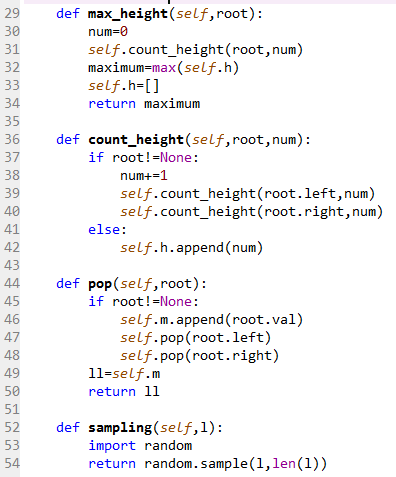 29 def max_height(self,root):
30 num=0
31 self.count_height(root,num)
32 maximum=max(self.h)
33 self.h=[]
34 return maximum
35
36 def count_height(self,root,num):
37 if root!=None:
38 num+=1
39 self.count_height(root.left,num)
40 self.count_height(root.right,num)
41 else:
42 self.h.append(num)
43
44 def pop(self,root):
45 if root!=None:
46 self.m.append(root.val)
47 self.pop(root.left)
48 self.pop(root.right)
49 ll=self.m
50 return ll
51
52 def sampling(self,l):
53 import random
54 return random.sample(l,len(l))